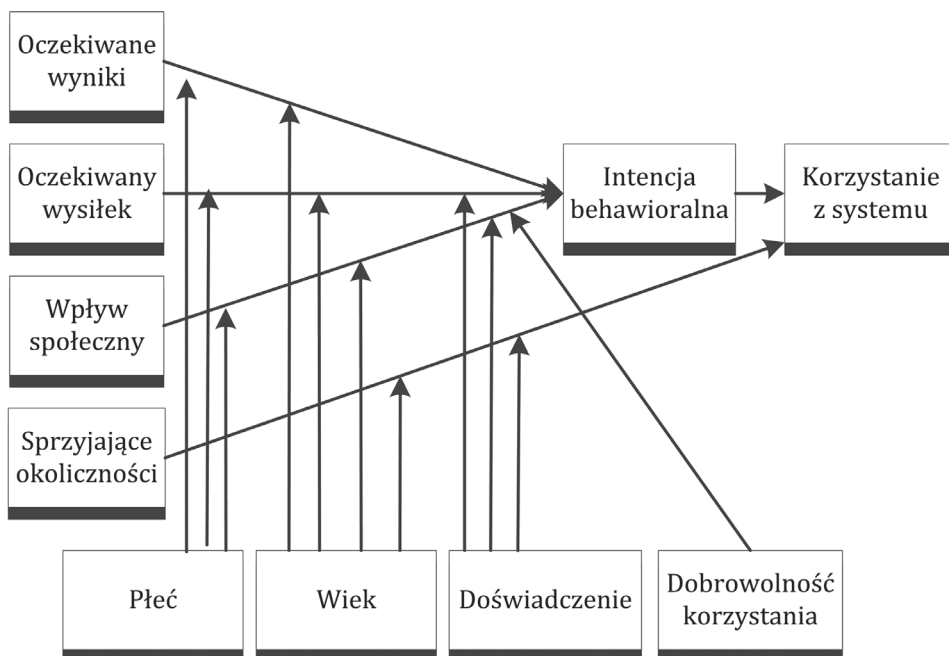 Oczekiwane
wyniki
Oczekiwany
wysiłek
Intencja
behawioralna
Korzystanie
z systemu
Wpływ
społeczny
Sprzyjające
okoliczności
Płeć
Wiek
Doświadczenie
Dobrowolność
korzystania